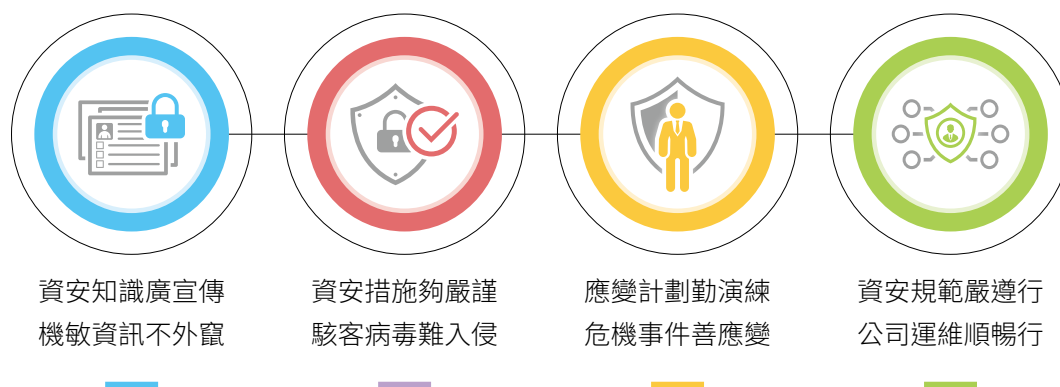 資安知識廣宣傳
機敏資訊不外竄
資安措施夠嚴謹
駭客病毒難入侵
應變計劃勤演練
危機事件善應變
資安規範嚴遵行
公司運維順暢行